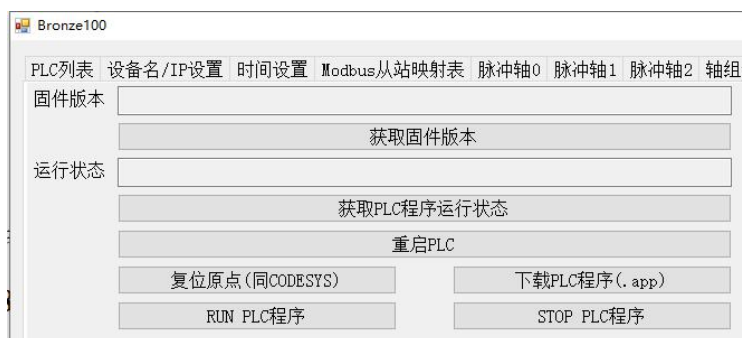 Bronze100
PLC列表 设备名/IP设置 时间设置 Modbus从站映射表 脉冲轴0 脉冲轴1 脉冲轴2 轴组
固件版本
获取固件版本
运行状态
获取PLC程序运行状态
重启PLC
复位原点(同CODESYS) 下载PLC程序(.app)
RUN PLC程序 STOP PLC程序